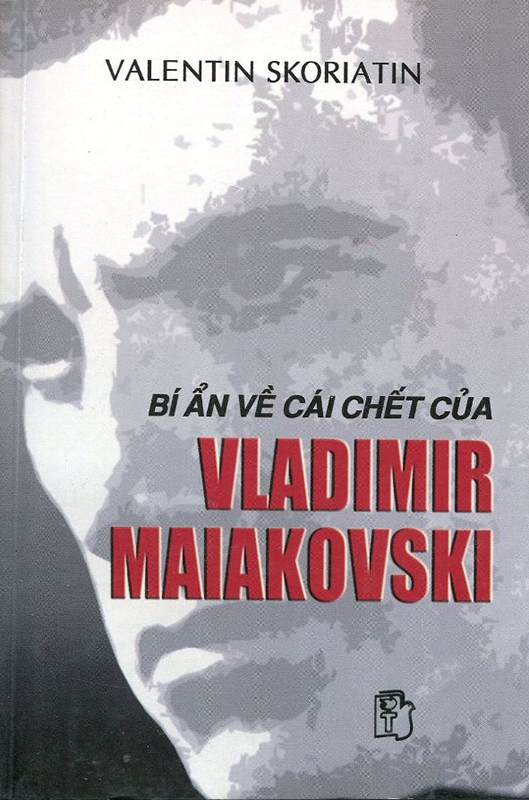 VALENTIN SKORIATIN
BÍ ẨN VỀ CÁI CHẾT CỦA
VLADIMIR
MAIAKOVSKI
T